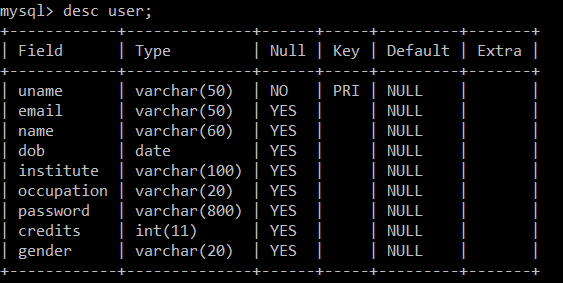 mysql> desc user;
+------------+--------------+------+-----+---------+-------+
| Field      | Type         | Null | Key | Default | Extra |
+------------+--------------+------+-----+---------+-------+
| uname      | varchar(50)  | NO   | PRI | NULL    |       |
| email      | varchar(50)  | YES  |     | NULL    |       |
| name       | varchar(60)  | YES  |     | NULL    |       |
| dob        | date         | YES  |     | NULL    |       |
| institute  | varchar(100) | YES  |     | NULL    |       |
| occupation | varchar(20)  | YES  |     | NULL    |       |
| password   | varchar(800) | YES  |     | NULL    |       |
| credits    | int(11)      | YES  |     | NULL    |       |
| gender     | varchar(20)  | YES  |     | NULL    |       |
+------------+--------------+------+-----+---------+-------+